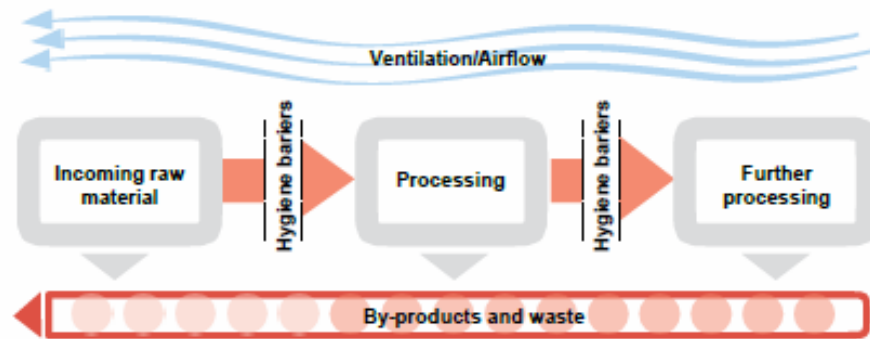 Ventilation/Airflow
Incoming raw
material
Hygiene bariers
Processing
Hygiene bariers
Further
processing
By-products and waste